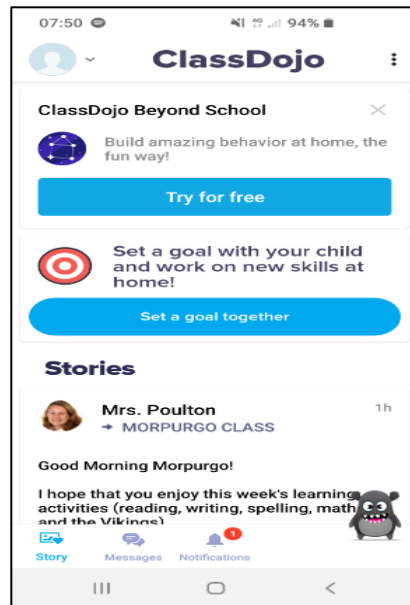 07:50 94%
ClassDojo
ClassDojo Beyond School
Build amazing behavior at home, the
fun way!
Try for free
Set a goal with your child
and work on new skills at
home!
Set a goal together
Stories
Mrs. Poulton 1h
→ MORPURGO CLASS
Good Morning Morpurgo!
I hope that you enjoy this week's learning
activities (reading, writing, spelling, math
and the Vikings)
1
Story Messages Notifications